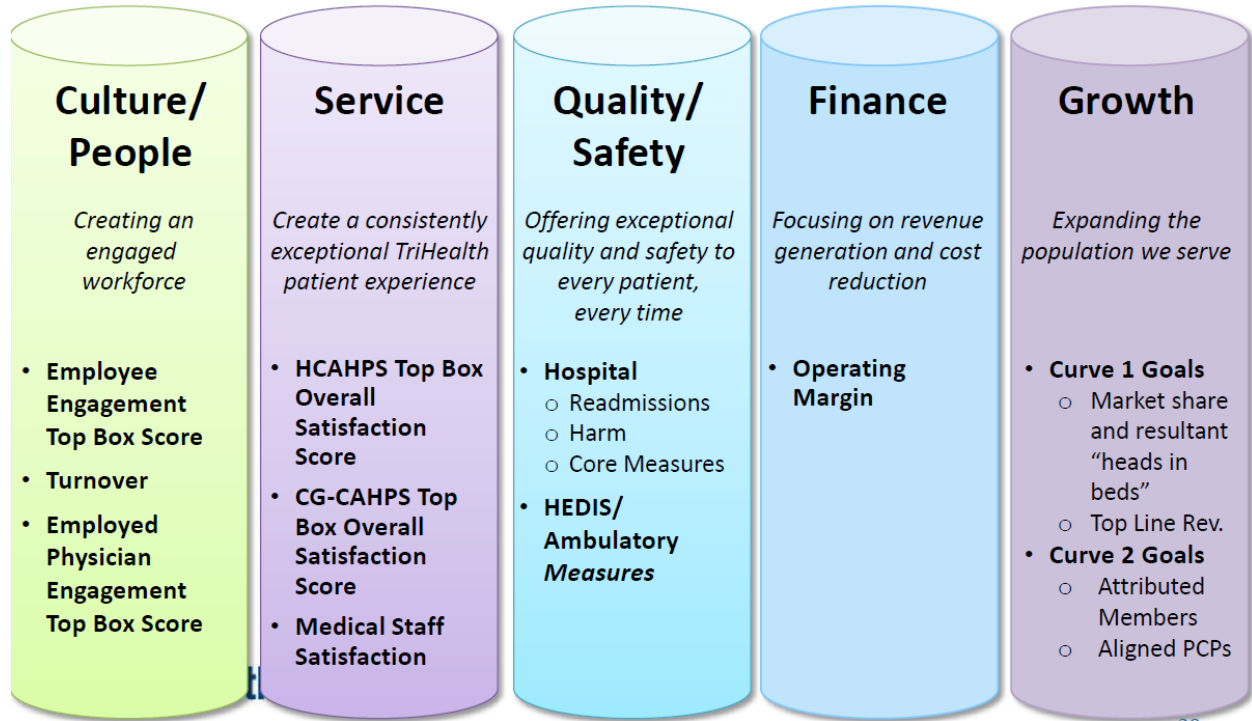 Culture/
People
Creating an
engaged
workforce
• Employee
Engagement
Top Box Score
• Turnover
• Employed
Physician
Engagement
Top Box Score
Service
Create a consistently
exceptional TriHealth
patient experience
• HCAHPS Top Box
Overall
Satisfaction
Score
• CG-CAHPS Top
Box Overall
Satisfaction
Score
• Medical Staff
Satisfaction
Quality/
Safety
Offering exceptional
quality and safety to
every patient,
every time
• Hospital
○ Readmissions
○ Harm
○ Core Measures
• HEDIS/
Ambulatory
Measures
Finance
Focusing on revenue
generation and cost
reduction
• Operating
Margin
Growth
Expanding the
population we serve
• Curve 1 Goals
○ Market share
and resultant
“heads in
beds”
○ Top Line Rev.
• Curve 2 Goals
○ Attributed
Members
○ Aligned PCPs